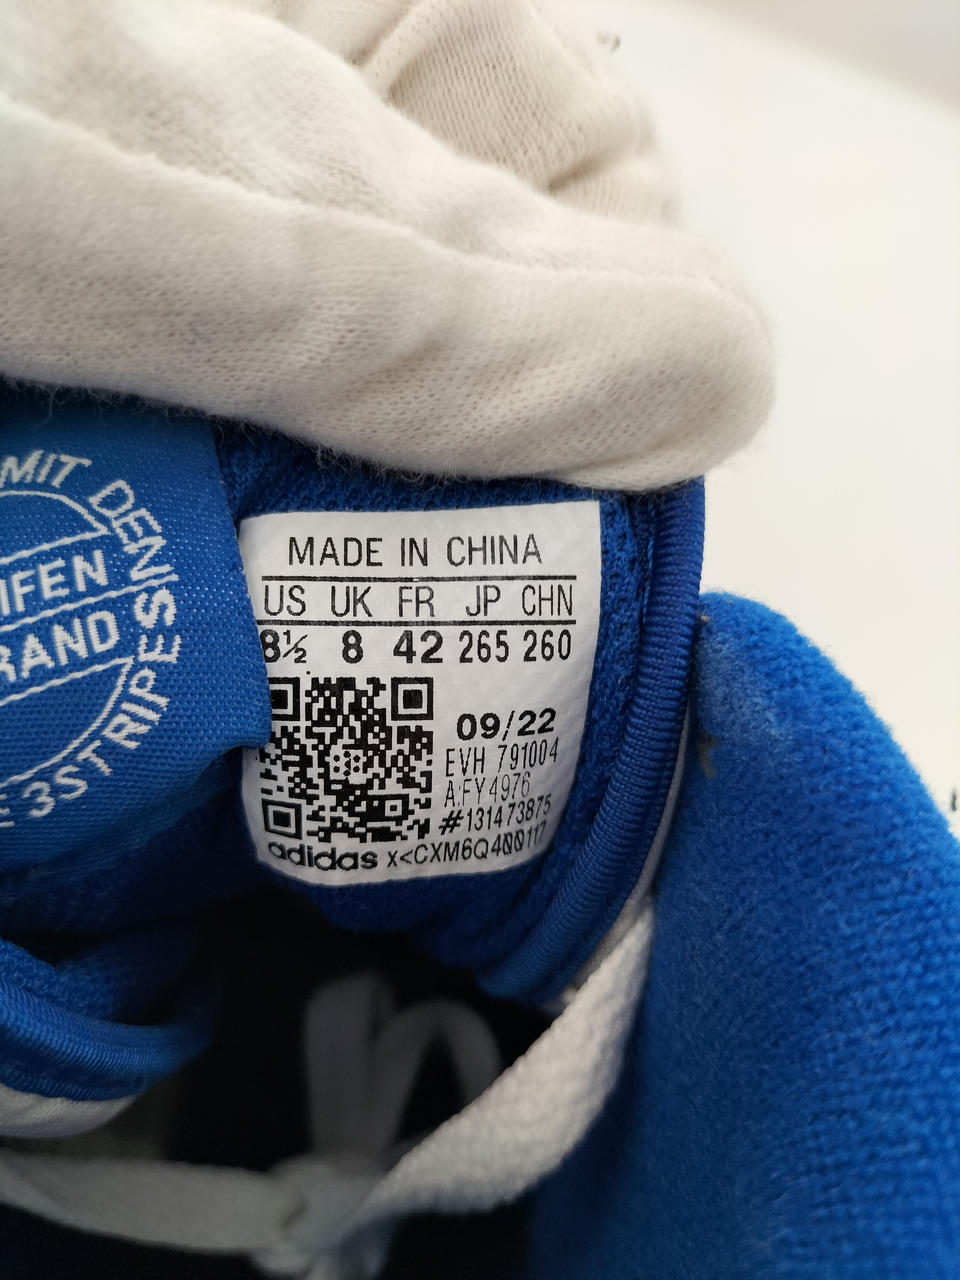 MIT DEN 3STRIPES
IFEN
RAND
MADE IN CHINA
US UK FR JP CHN
8½ 8 42 265 260
09/22
EVH 791004
A.FY4976
#131473875
adidas X<CXM6Q400117